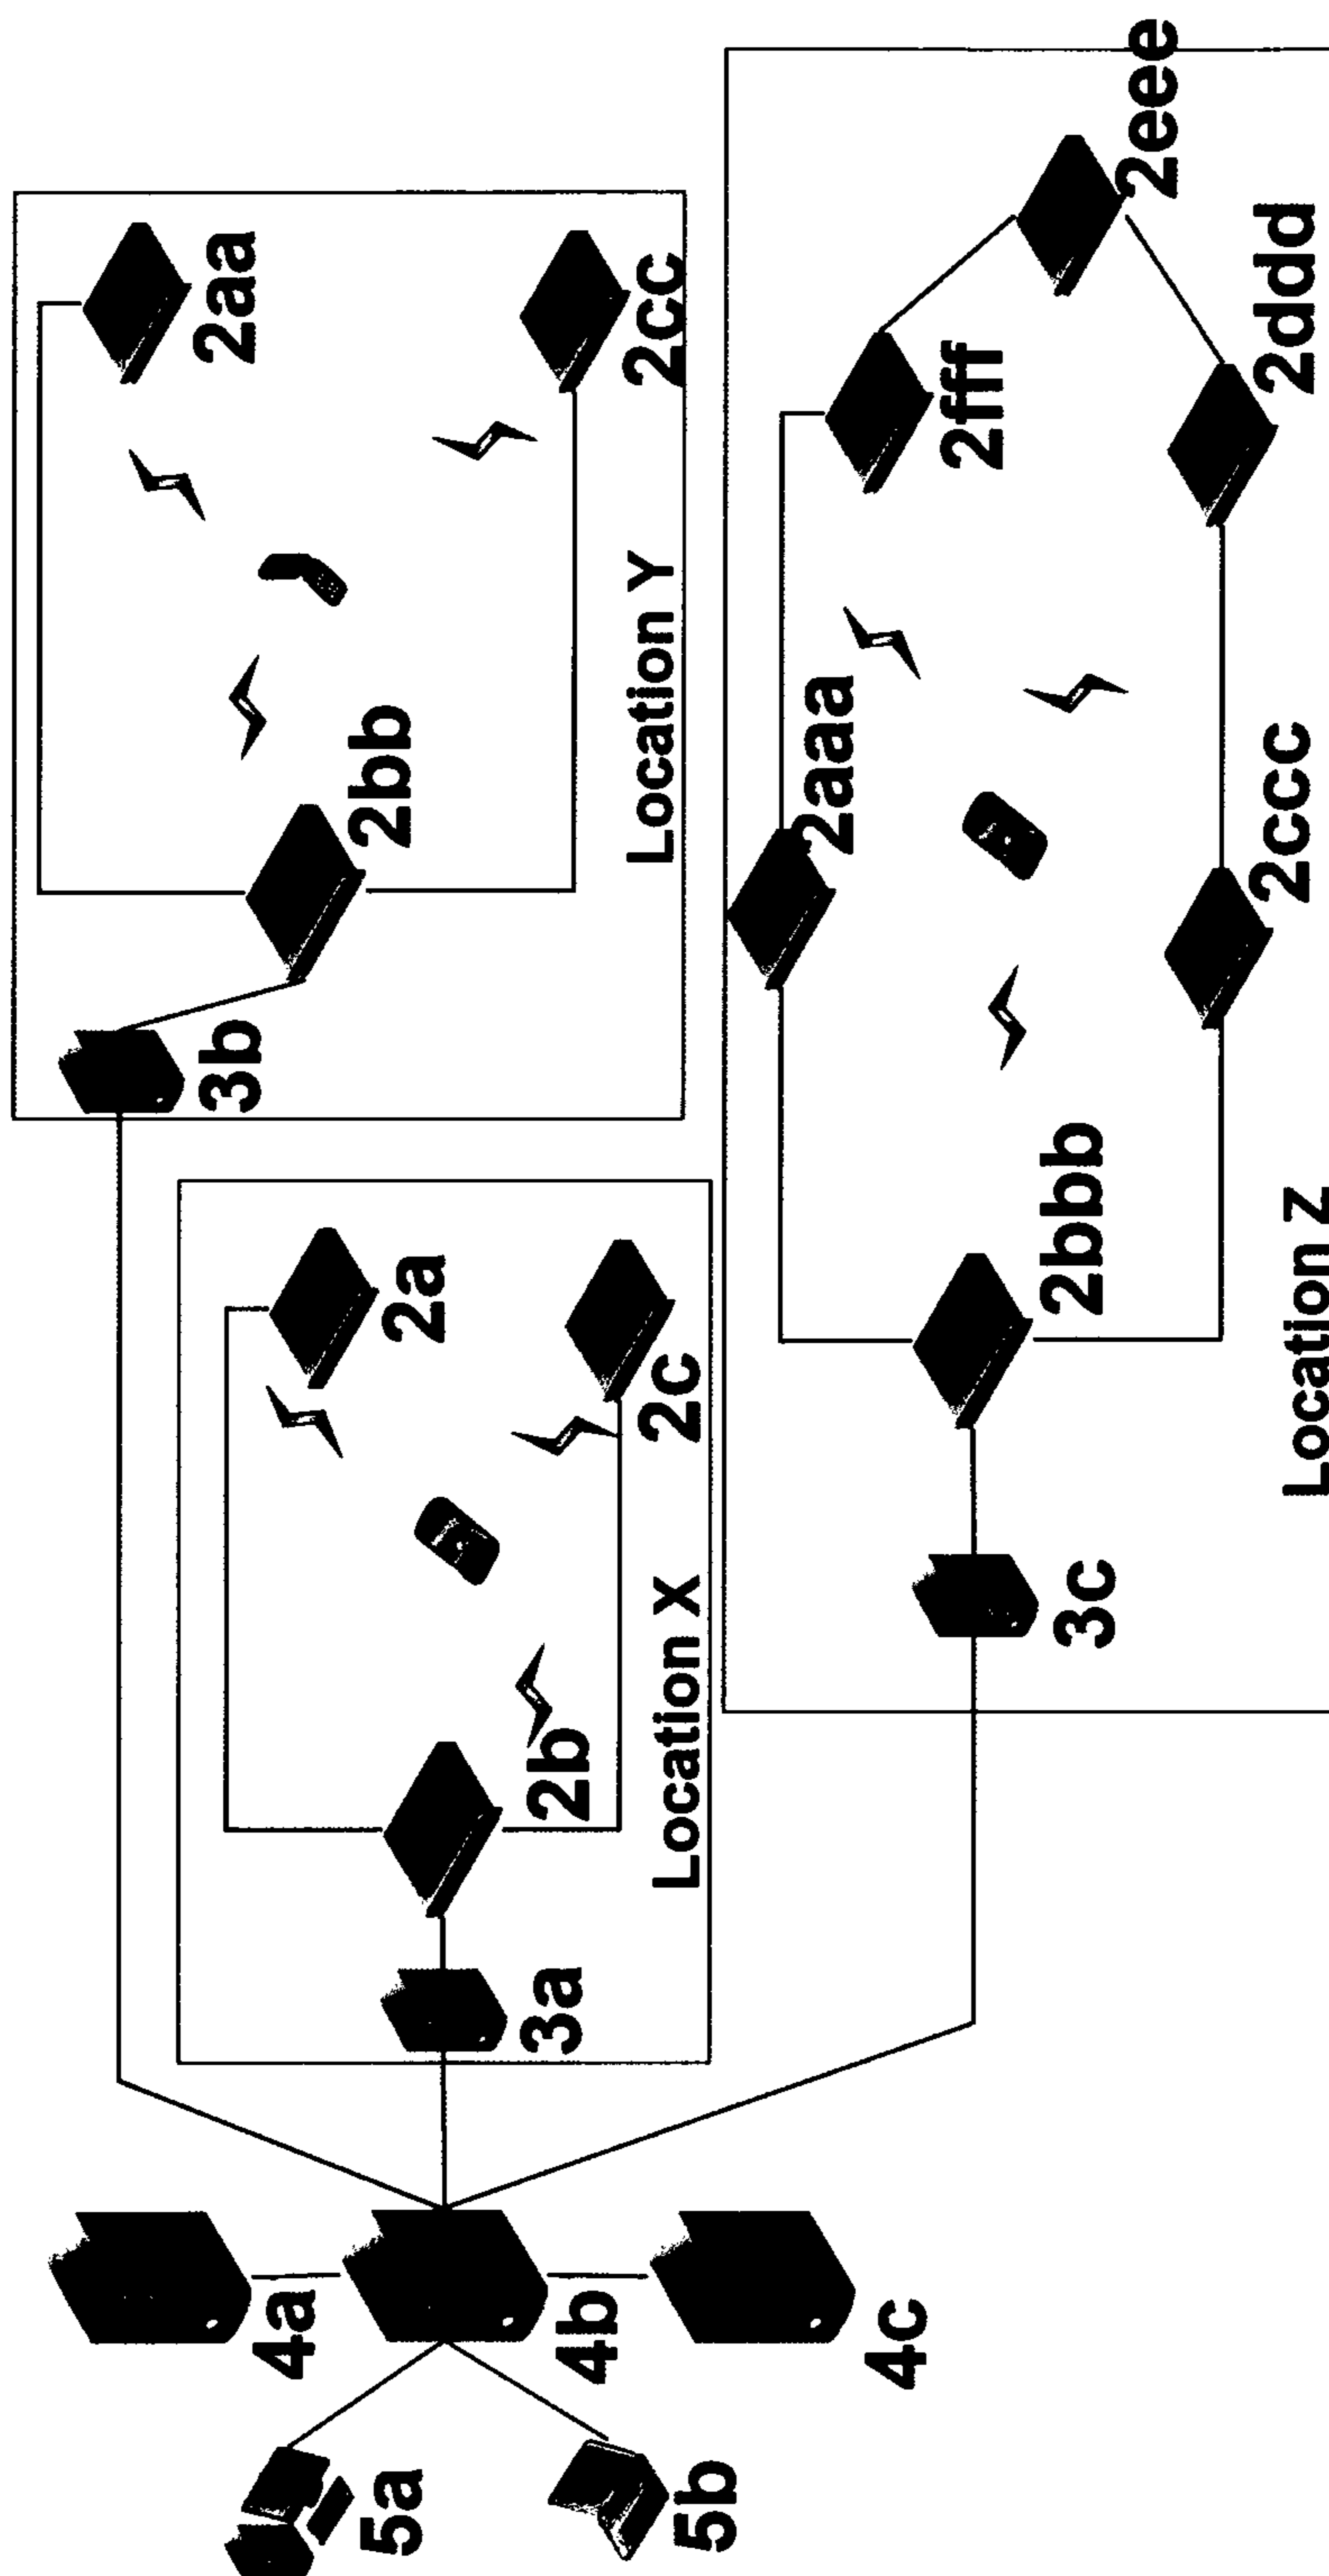 2aa
2cc
2bb
3b
Location Y
2a
2c
2b
3a
Location X
2eee
2fff
2ddd
2aaa
2ccc
2bbb
3c
Location Z
4a
4b
4c
5a
5b